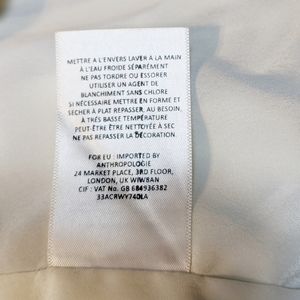 METTRE A L'ENVERS LAVER À LA MAIN
À L'EAU FROIDE SÉPARÉMENT
NE PAS TORDRE OU ESSORER
UTILISER UN AGENT DE
BLANCHIMENT SANS CHLORE
SI NÉCESSAIRE METTRE EN FORME ET
SÉCHER À PLAT REPASSER, AU BESOIN,
À TRÉS BASSE TEMPÉRATURE
PEUT-ÊTRE ÊTRE NETTOYÉE À SEC
NE PAS REPASSER LA DÉCORATION.
FOR EU : IMPORTED BY
ANTHROPOLOGIE
24 MARKET PLACE, 3RD FLOOR,
LONDON, UK W1W8AN
CIF : VAT No. GB 684936382
33ACRWY740LA